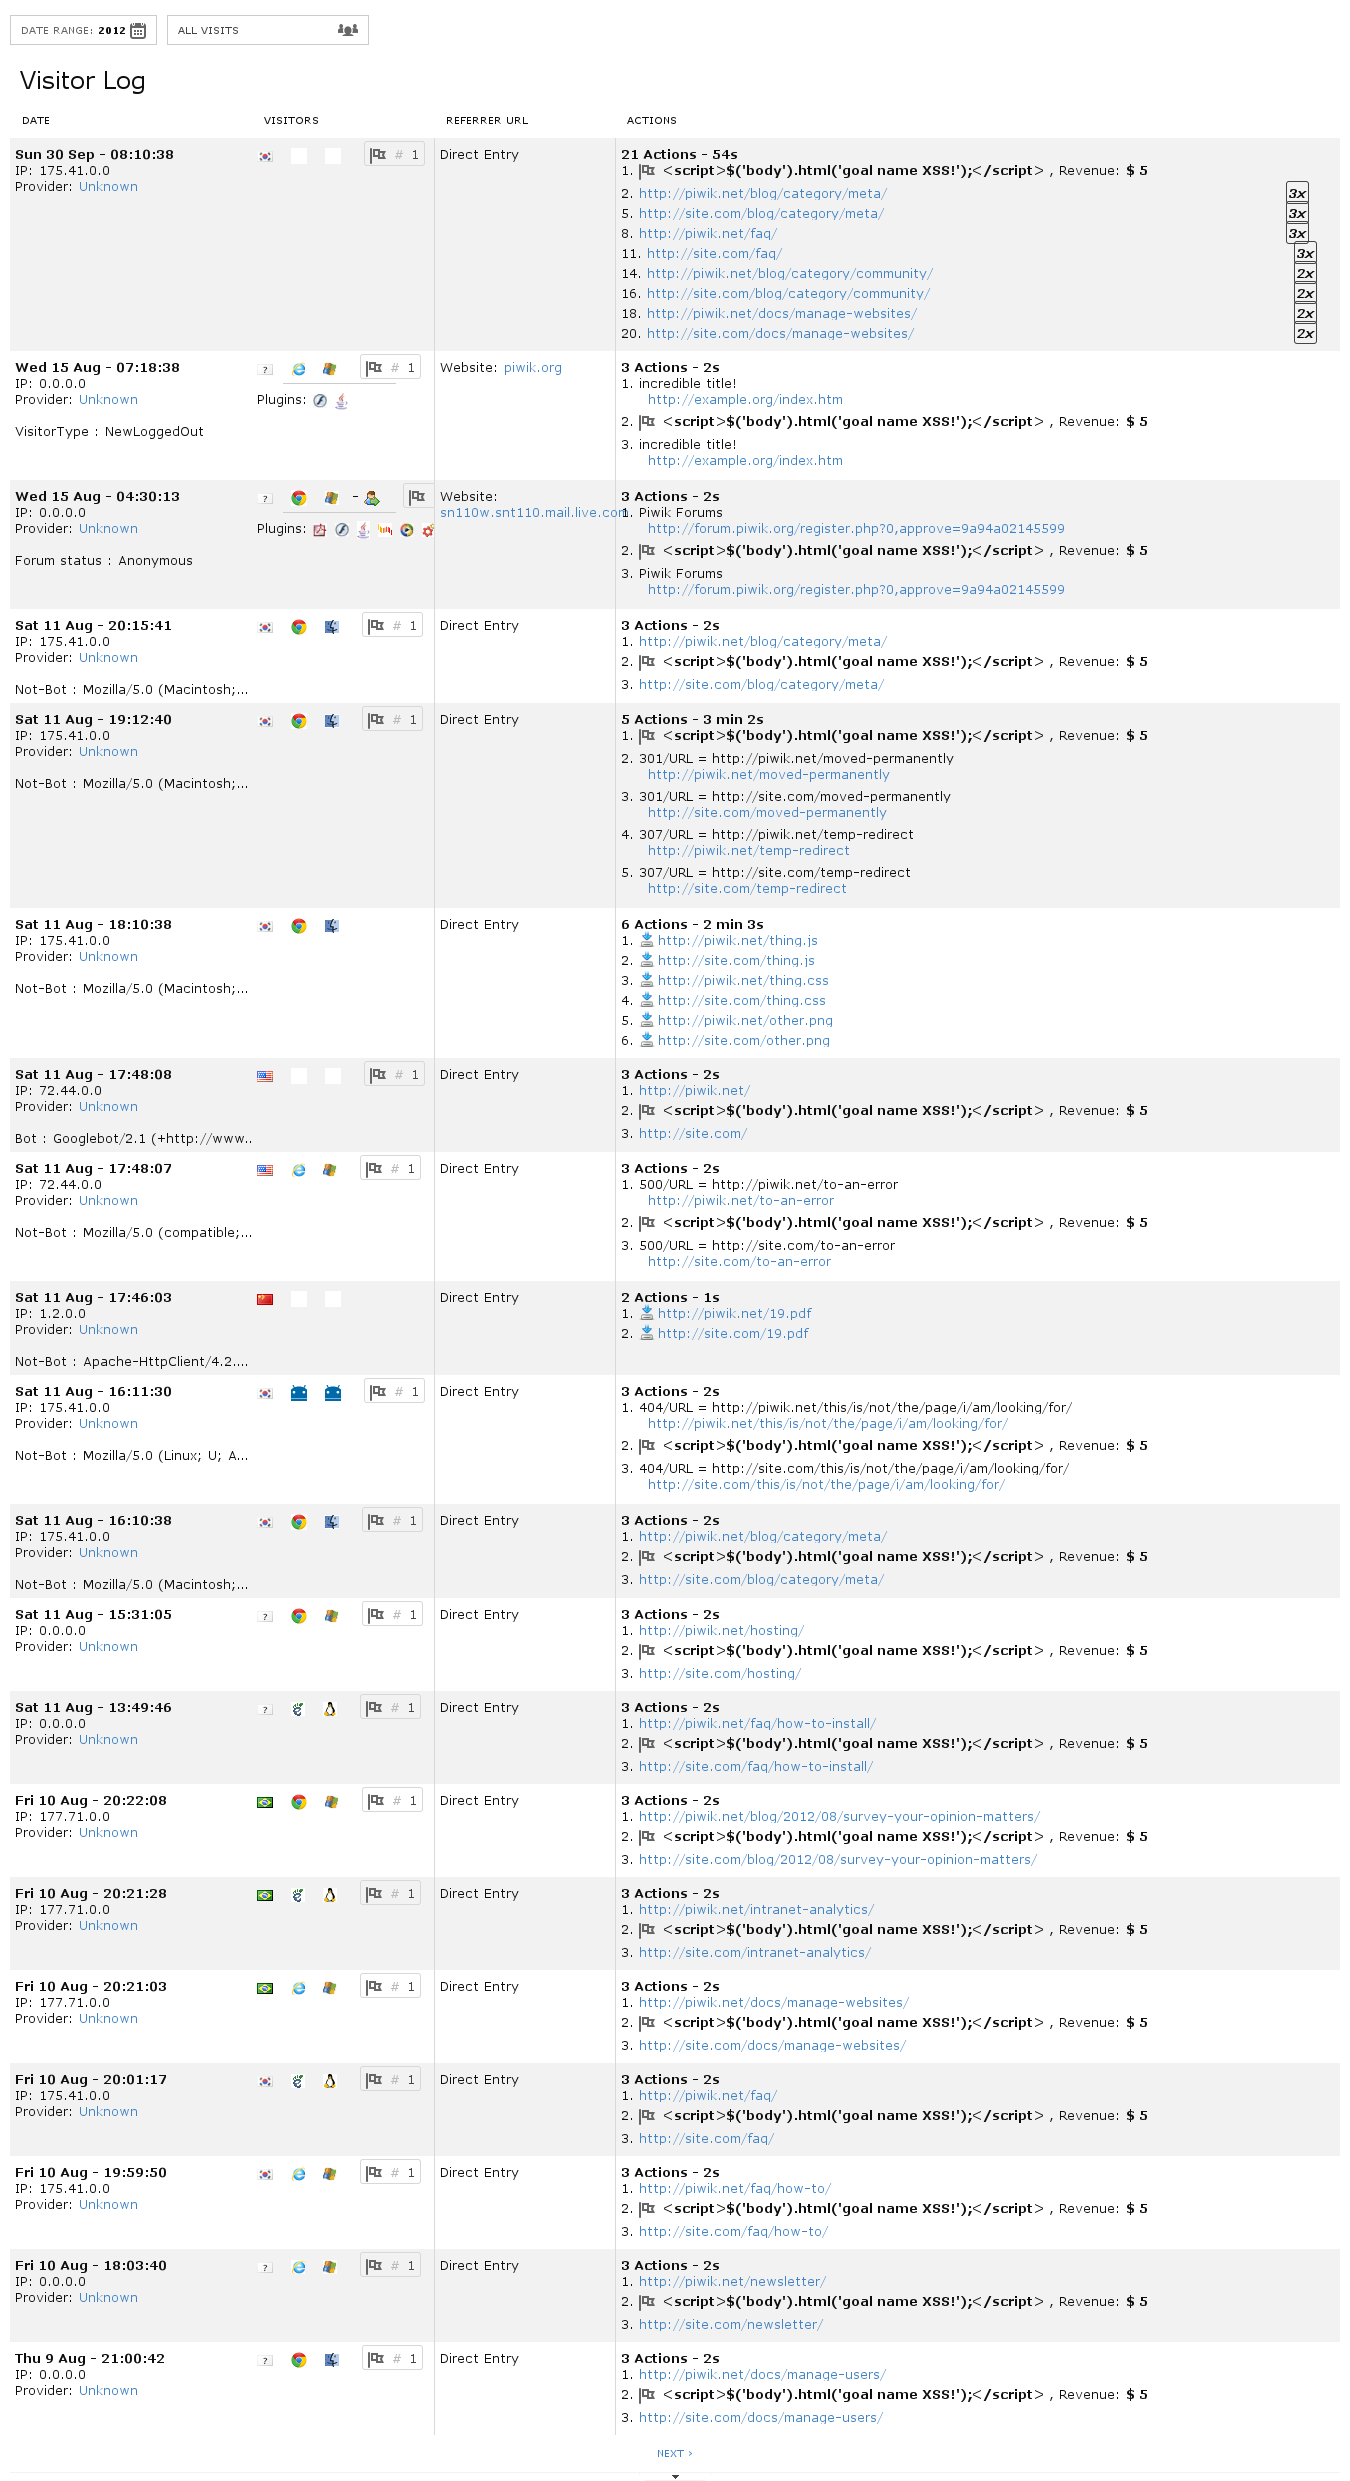 DATE RANGE: 2012
ALL VISITS
Visitor Log
DATE VISITORS REFERRER URL ACTIONS
Sun 30 Sep - 08:10:38
IP: 175.41.0.0
Provider: Unknown
# 1
Direct Entry
21 Actions - 54s
1. <script>$('body').html('goal name XSS!');</script> , Revenue: $ 5
2. http://piwik.net/blog/category/meta/ 3x
5. http://site.com/blog/category/meta/ 3x
8. http://piwik.net/faq/ 3x
11. http://site.com/faq/ 3x
14. http://piwik.net/blog/category/community/ 2x
16. http://site.com/blog/category/community/ 2x
18. http://piwik.net/docs/manage-websites/ 2x
20. http://site.com/docs/manage-websites/ 2x
Wed 15 Aug - 07:18:38
IP: 0.0.0.0
Provider: Unknown
VisitorType : NewLoggedOut
? # 1
Plugins:
Website: piwik.org
3 Actions - 2s
1. incredible title!
http://example.org/index.htm
2. <script>$('body').html('goal name XSS!');</script> , Revenue: $ 5
3. incredible title!
http://example.org/index.htm
Wed 15 Aug - 04:30:13
IP: 0.0.0.0
Provider: Unknown
Forum status : Anonymous
? -
Plugins:
Website:
sn110w.snt110.mail.live.com
3 Actions - 2s
1. Piwik Forums
http://forum.piwik.org/register.php?0,approve=9a94a02145599
2. <script>$('body').html('goal name XSS!');</script> , Revenue: $ 5
3. Piwik Forums
http://forum.piwik.org/register.php?0,approve=9a94a02145599
Sat 11 Aug - 20:15:41
IP: 175.41.0.0
Provider: Unknown
Not-Bot : Mozilla/5.0 (Macintosh;...
# 1
Direct Entry
3 Actions - 2s
1. http://piwik.net/blog/category/meta/
2. <script>$('body').html('goal name XSS!');</script> , Revenue: $ 5
3. http://site.com/blog/category/meta/
Sat 11 Aug - 19:12:40
IP: 175.41.0.0
Provider: Unknown
Not-Bot : Mozilla/5.0 (Macintosh;...
# 1
Direct Entry
5 Actions - 3 min 2s
1. <script>$('body').html('goal name XSS!');</script> , Revenue: $ 5
2. 301/URL = http://piwik.net/moved-permanently
http://piwik.net/moved-permanently
3. 301/URL = http://site.com/moved-permanently
http://site.com/moved-permanently
4. 307/URL = http://piwik.net/temp-redirect
http://piwik.net/temp-redirect
5. 307/URL = http://site.com/temp-redirect
http://site.com/temp-redirect
Sat 11 Aug - 18:10:38
IP: 175.41.0.0
Provider: Unknown
Not-Bot : Mozilla/5.0 (Macintosh;...
Direct Entry
6 Actions - 2 min 3s
1. http://piwik.net/thing.js
2. http://site.com/thing.js
3. http://piwik.net/thing.css
4. http://site.com/thing.css
5. http://piwik.net/other.png
6. http://site.com/other.png
Sat 11 Aug - 17:48:08
IP: 72.44.0.0
Provider: Unknown
Bot : Googlebot/2.1 (+http://www..
# 1
Direct Entry
3 Actions - 2s
1. http://piwik.net/
2. <script>$('body').html('goal name XSS!');</script> , Revenue: $ 5
3. http://site.com/
Sat 11 Aug - 17:48:07
IP: 72.44.0.0
Provider: Unknown
Not-Bot : Mozilla/5.0 (compatible;...
# 1
Direct Entry
3 Actions - 2s
1. 500/URL = http://piwik.net/to-an-error
http://piwik.net/to-an-error
2. <script>$('body').html('goal name XSS!');</script> , Revenue: $ 5
3. 500/URL = http://site.com/to-an-error
http://site.com/to-an-error
Sat 11 Aug - 17:46:03
IP: 1.2.0.0
Provider: Unknown
Not-Bot : Apache-HttpClient/4.2....
Direct Entry
2 Actions - 1s
1. http://piwik.net/19.pdf
2. http://site.com/19.pdf
Sat 11 Aug - 16:11:30
IP: 175.41.0.0
Provider: Unknown
Not-Bot : Mozilla/5.0 (Linux; U; A...
# 1
Direct Entry
3 Actions - 2s
1. 404/URL = http://piwik.net/this/is/not/the/page/i/am/looking/for/
http://piwik.net/this/is/not/the/page/i/am/looking/for/
2. <script>$('body').html('goal name XSS!');</script> , Revenue: $ 5
3. 404/URL = http://site.com/this/is/not/the/page/i/am/looking/for/
http://site.com/this/is/not/the/page/i/am/looking/for/
Sat 11 Aug - 16:10:38
IP: 175.41.0.0
Provider: Unknown
Not-Bot : Mozilla/5.0 (Macintosh;...
# 1
Direct Entry
3 Actions - 2s
1. http://piwik.net/blog/category/meta/
2. <script>$('body').html('goal name XSS!');</script> , Revenue: $ 5
3. http://site.com/blog/category/meta/
Sat 11 Aug - 15:31:05
IP: 0.0.0.0
Provider: Unknown
? # 1
Direct Entry
3 Actions - 2s
1. http://piwik.net/hosting/
2. <script>$('body').html('goal name XSS!');</script> , Revenue: $ 5
3. http://site.com/hosting/
Sat 11 Aug - 13:49:46
IP: 0.0.0.0
Provider: Unknown
? # 1
Direct Entry
3 Actions - 2s
1. http://piwik.net/faq/how-to-install/
2. <script>$('body').html('goal name XSS!');</script> , Revenue: $ 5
3. http://site.com/faq/how-to-install/
Fri 10 Aug - 20:22:08
IP: 177.71.0.0
Provider: Unknown
# 1
Direct Entry
3 Actions - 2s
1. http://piwik.net/blog/2012/08/survey-your-opinion-matters/
2. <script>$('body').html('goal name XSS!');</script> , Revenue: $ 5
3. http://site.com/blog/2012/08/survey-your-opinion-matters/
Fri 10 Aug - 20:21:28
IP: 177.71.0.0
Provider: Unknown
# 1
Direct Entry
3 Actions - 2s
1. http://piwik.net/intranet-analytics/
2. <script>$('body').html('goal name XSS!');</script> , Revenue: $ 5
3. http://site.com/intranet-analytics/
Fri 10 Aug - 20:21:03
IP: 177.71.0.0
Provider: Unknown
# 1
Direct Entry
3 Actions - 2s
1. http://piwik.net/docs/manage-websites/
2. <script>$('body').html('goal name XSS!');</script> , Revenue: $ 5
3. http://site.com/docs/manage-websites/
Fri 10 Aug - 20:01:17
IP: 175.41.0.0
Provider: Unknown
# 1
Direct Entry
3 Actions - 2s
1. http://piwik.net/faq/
2. <script>$('body').html('goal name XSS!');</script> , Revenue: $ 5
3. http://site.com/faq/
Fri 10 Aug - 19:59:50
IP: 175.41.0.0
Provider: Unknown
# 1
Direct Entry
3 Actions - 2s
1. http://piwik.net/faq/how-to/
2. <script>$('body').html('goal name XSS!');</script> , Revenue: $ 5
3. http://site.com/faq/how-to/
Fri 10 Aug - 18:03:40
IP: 0.0.0.0
Provider: Unknown
? # 1
Direct Entry
3 Actions - 2s
1. http://piwik.net/newsletter/
2. <script>$('body').html('goal name XSS!');</script> , Revenue: $ 5
3. http://site.com/newsletter/
Thu 9 Aug - 21:00:42
IP: 0.0.0.0
Provider: Unknown
? # 1
Direct Entry
3 Actions - 2s
1. http://piwik.net/docs/manage-users/
2. <script>$('body').html('goal name XSS!');</script> , Revenue: $ 5
3. http://site.com/docs/manage-users/
NEXT ›